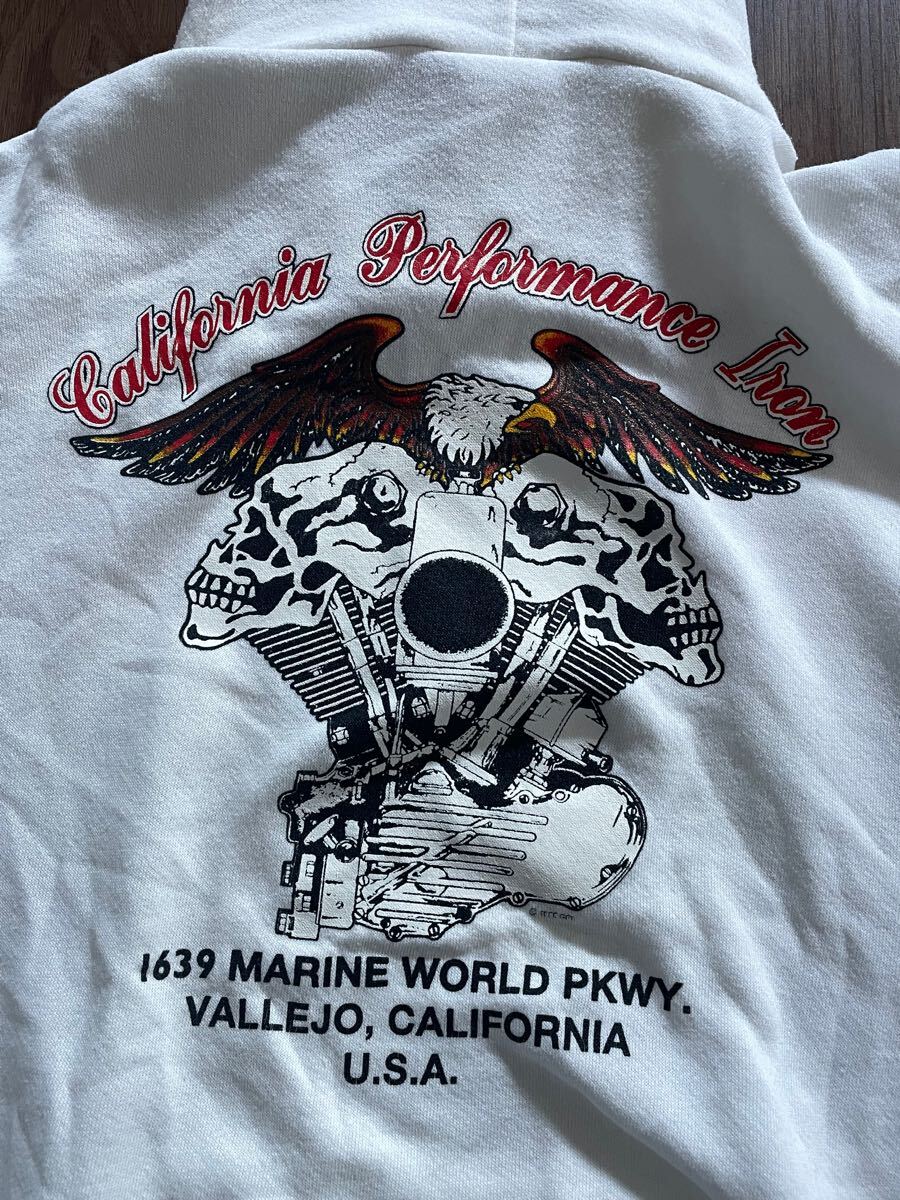 California Performance Iron
1639 MARINE WORLD PKWY.
VALLEJO, CALIFORNIA
U.S.A.